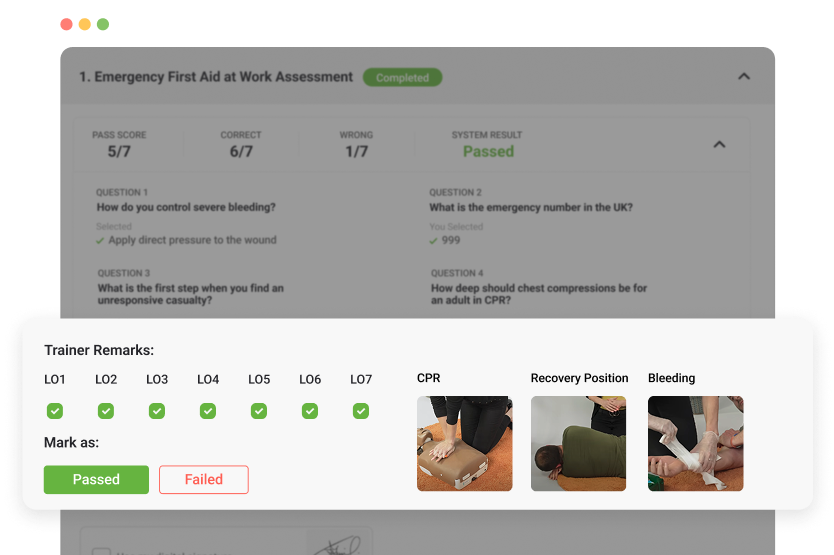 1. Emergency First Aid at Work Assessment Completed
PASS SCORE CORRECT WRONG SYSTEM RESULT
5/7 6/7 1/7 Passed
QUESTION 1
How do you control severe bleeding?
Selected
Apply direct pressure to the wound
QUESTION 2
What is the emergency number in the UK?
You Selected
999
QUESTION 3
What is the first step when you find an
unresponsive casualty?
QUESTION 4
How deep should chest compressions be for
an adult in CPR?
Trainer Remarks:
LO1 LO2 LO3 LO4 LO5 LO6 LO7
Mark as:
Passed Failed
CPR Recovery Position Bleeding